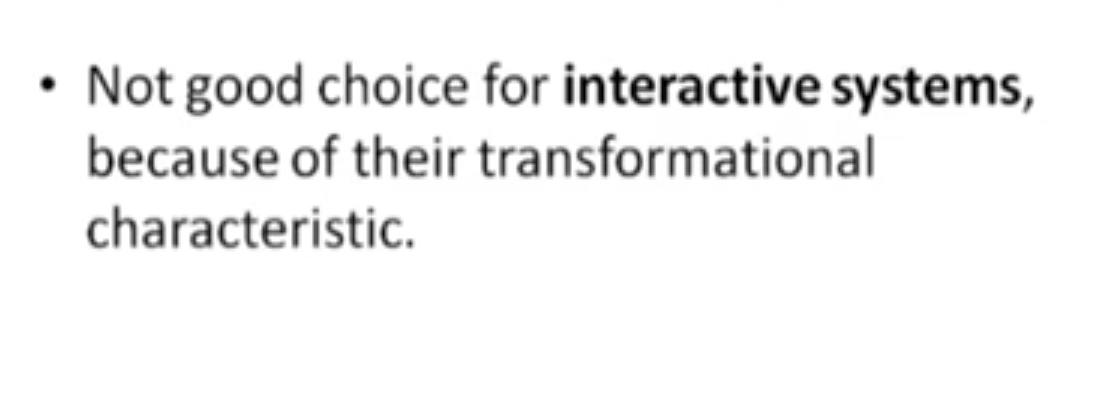 • Not good choice for interactive systems,
because of their transformational
characteristic.